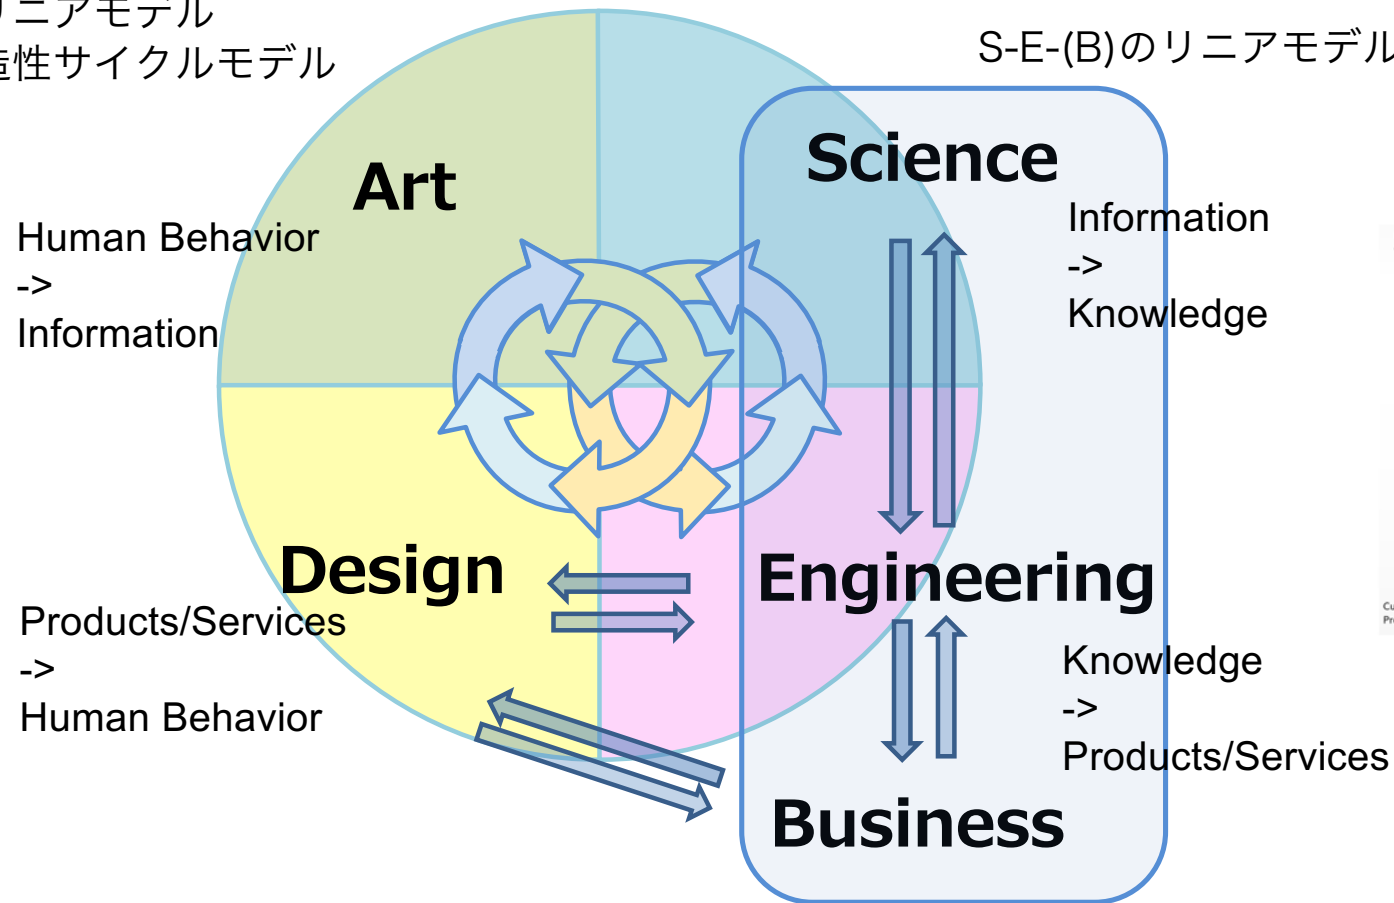 リニアモデル
造性サイクルモデル
S-E-(B)のリニアモデル
Art
Science
Human Behavior
->
Information
Information
->
Knowledge
Design
Engineering
Products/Services
->
Human Behavior
Knowledge
->
Products/Services
Business